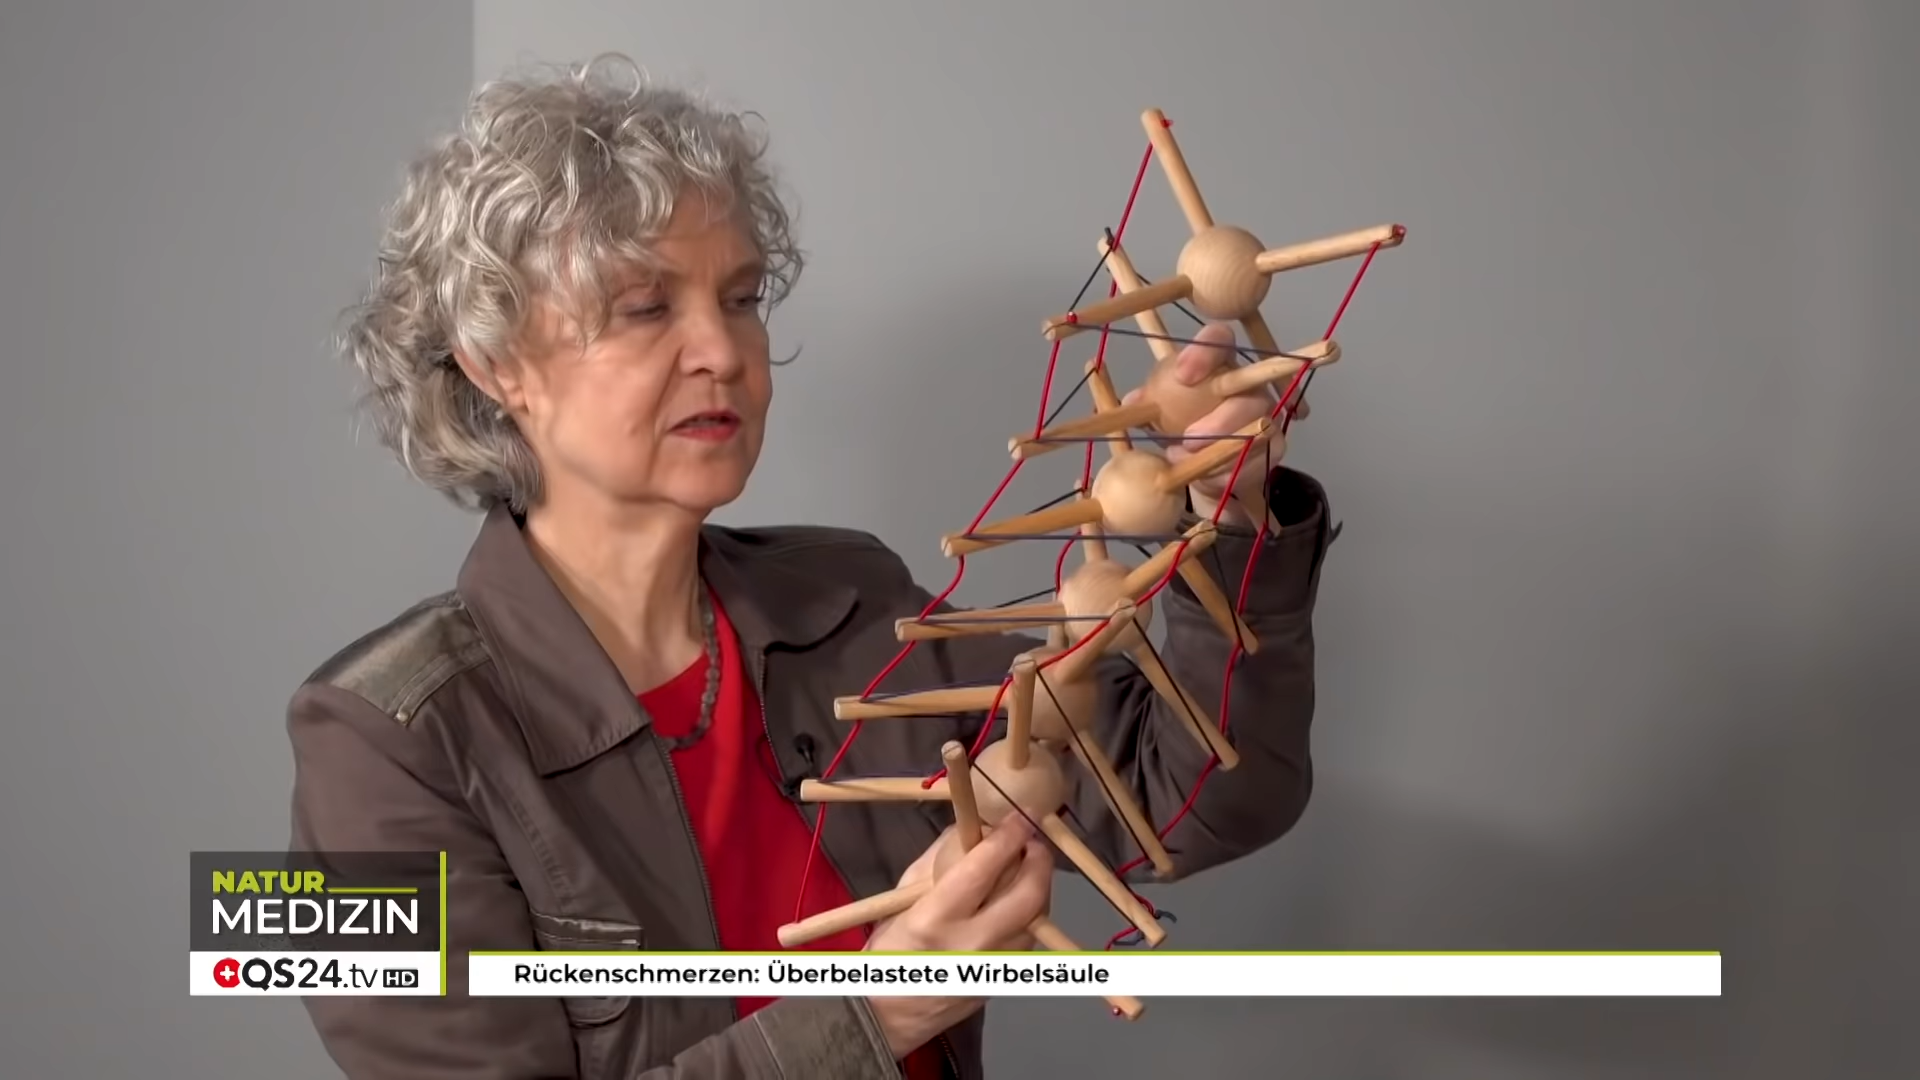 NATUR
MEDIZIN
QS24.tv HD
Rückenschmerzen: Überbelastete Wirbelsäule